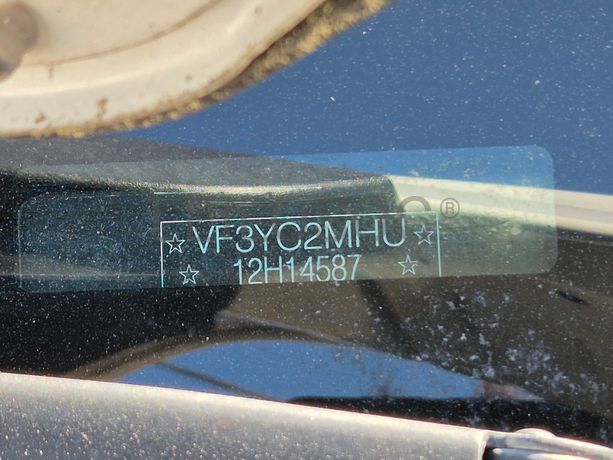 ☆ VF3YC2MHU ☆
☆ 12H14587 ☆